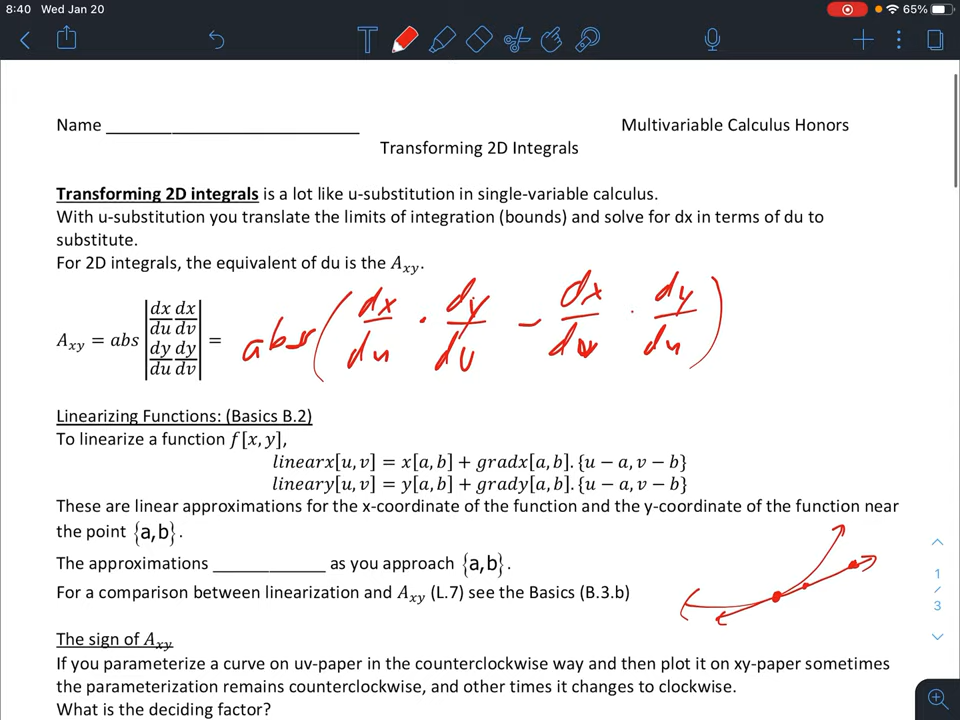 8:40 Wed Jan 20 65%
Name ____________________________ Multivariable Calculus Honors
Transforming 2D Integrals
Transforming 2D integrals is a lot like u-substitution in single-variable calculus.
With u-substitution you translate the limits of integration (bounds) and solve for dx in terms of du to
substitute.
For 2D integrals, the equivalent of du is the A_xy.
A_xy = abs |dx/du dx/dv; dy/du dy/dv| = abs(dx/du · dy/dv − dx/dv · dy/du)
Linearizing Functions: (Basics B.2)
To linearize a function f[x, y],
linearx[u, v] = x[a, b] + gradx[a, b]. {u − a, v − b}
lineary[u, v] = y[a, b] + grady[a, b]. {u − a, v − b}
These are linear approximations for the x-coordinate of the function and the y-coordinate of the function near
the point {a,b}.
The approximations _____________ as you approach {a,b}.
For a comparison between linearization and A_xy (L.7) see the Basics (B.3.b)
1
/
3
The sign of A_xy
If you parameterize a curve on uv-paper in the counterclockwise way and then plot it on xy-paper sometimes
the parameterization remains counterclockwise, and other times it changes to clockwise.
What is the deciding factor?